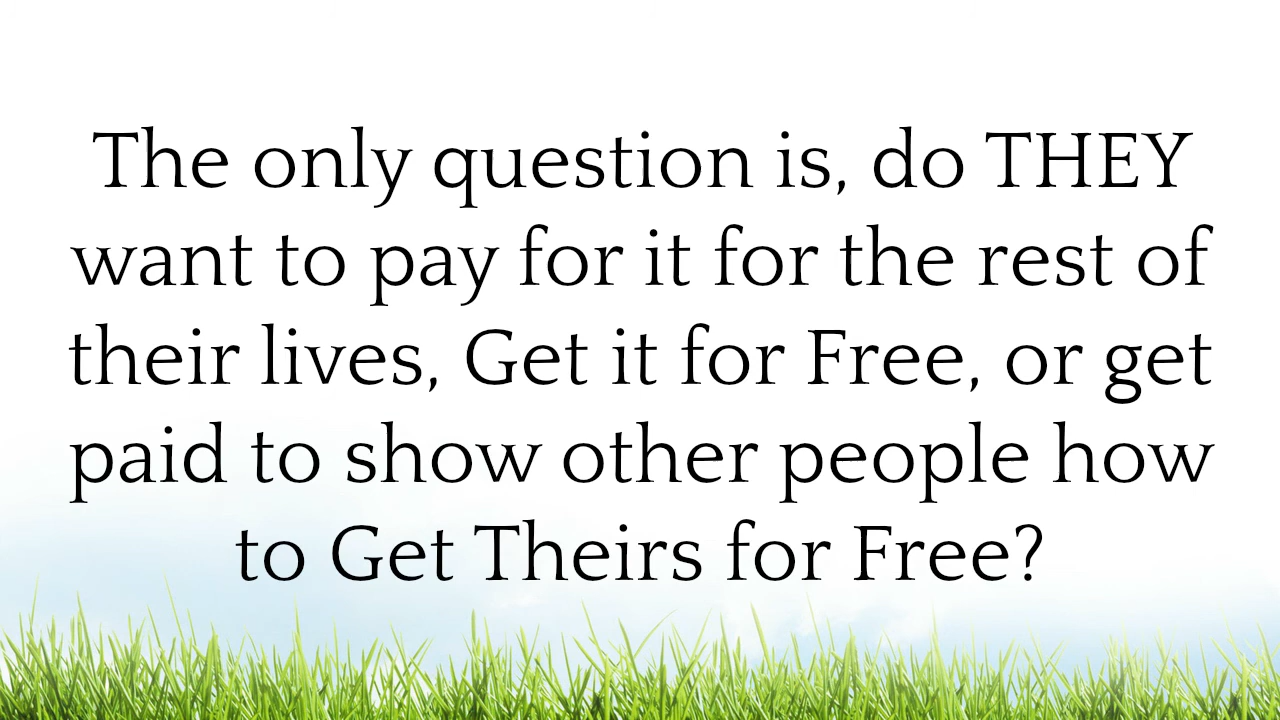 The only question is, do THEY
want to pay for it for the rest of
their lives, Get it for Free, or get
paid to show other people how
to Get Theirs for Free?